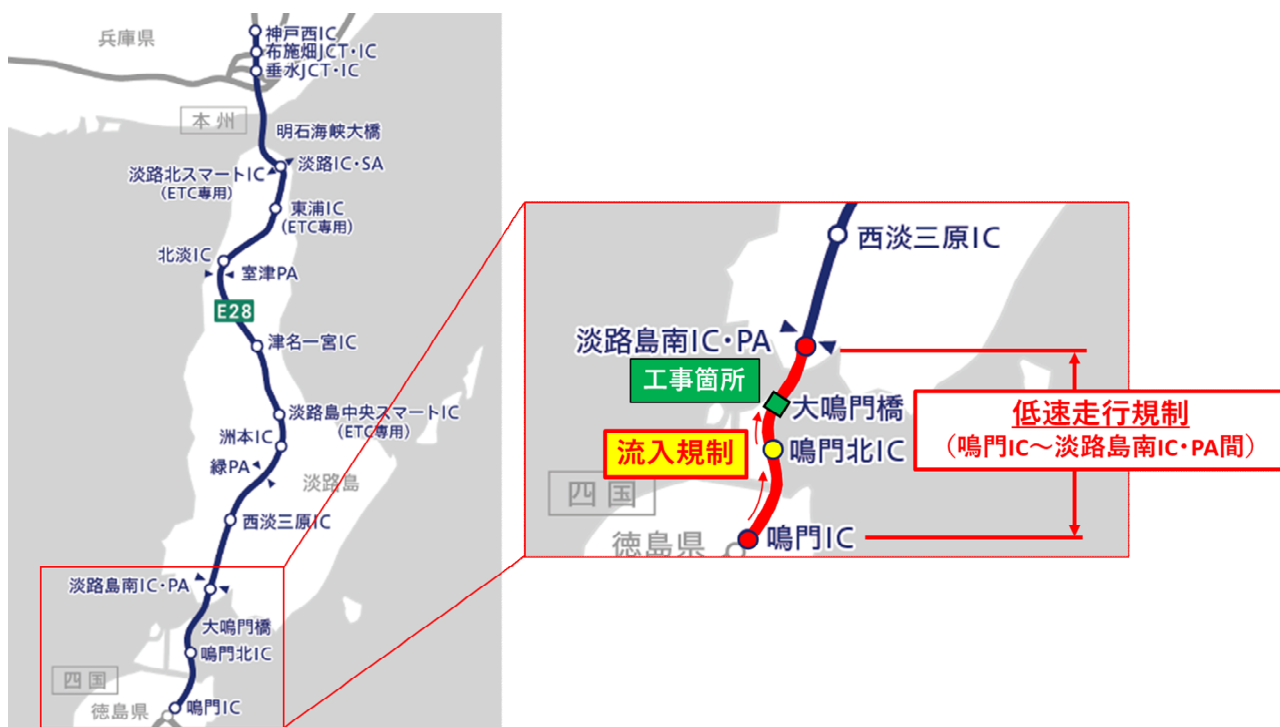 兵庫県
神戸西IC
布施畑JCT・IC
垂水JCT・IC
本州
明石海峡大橋
淡路IC・SA
淡路北スマートIC
(ETC専用)
東浦IC
(ETC専用)
北淡IC
室津PA
E28
津名一宮IC
淡路島中央スマートIC
(ETC専用)
洲本IC
緑PA
淡路島
西淡三原IC
淡路島南IC・PA
大鳴門橋
鳴門北IC
四国
徳島県
鳴門IC
西淡三原IC
淡路島南IC・PA
工事箇所
大鳴門橋
流入規制
鳴門北IC
四国
徳島県
鳴門IC
低速走行規制
（鳴門IC～淡路島南IC・PA間）